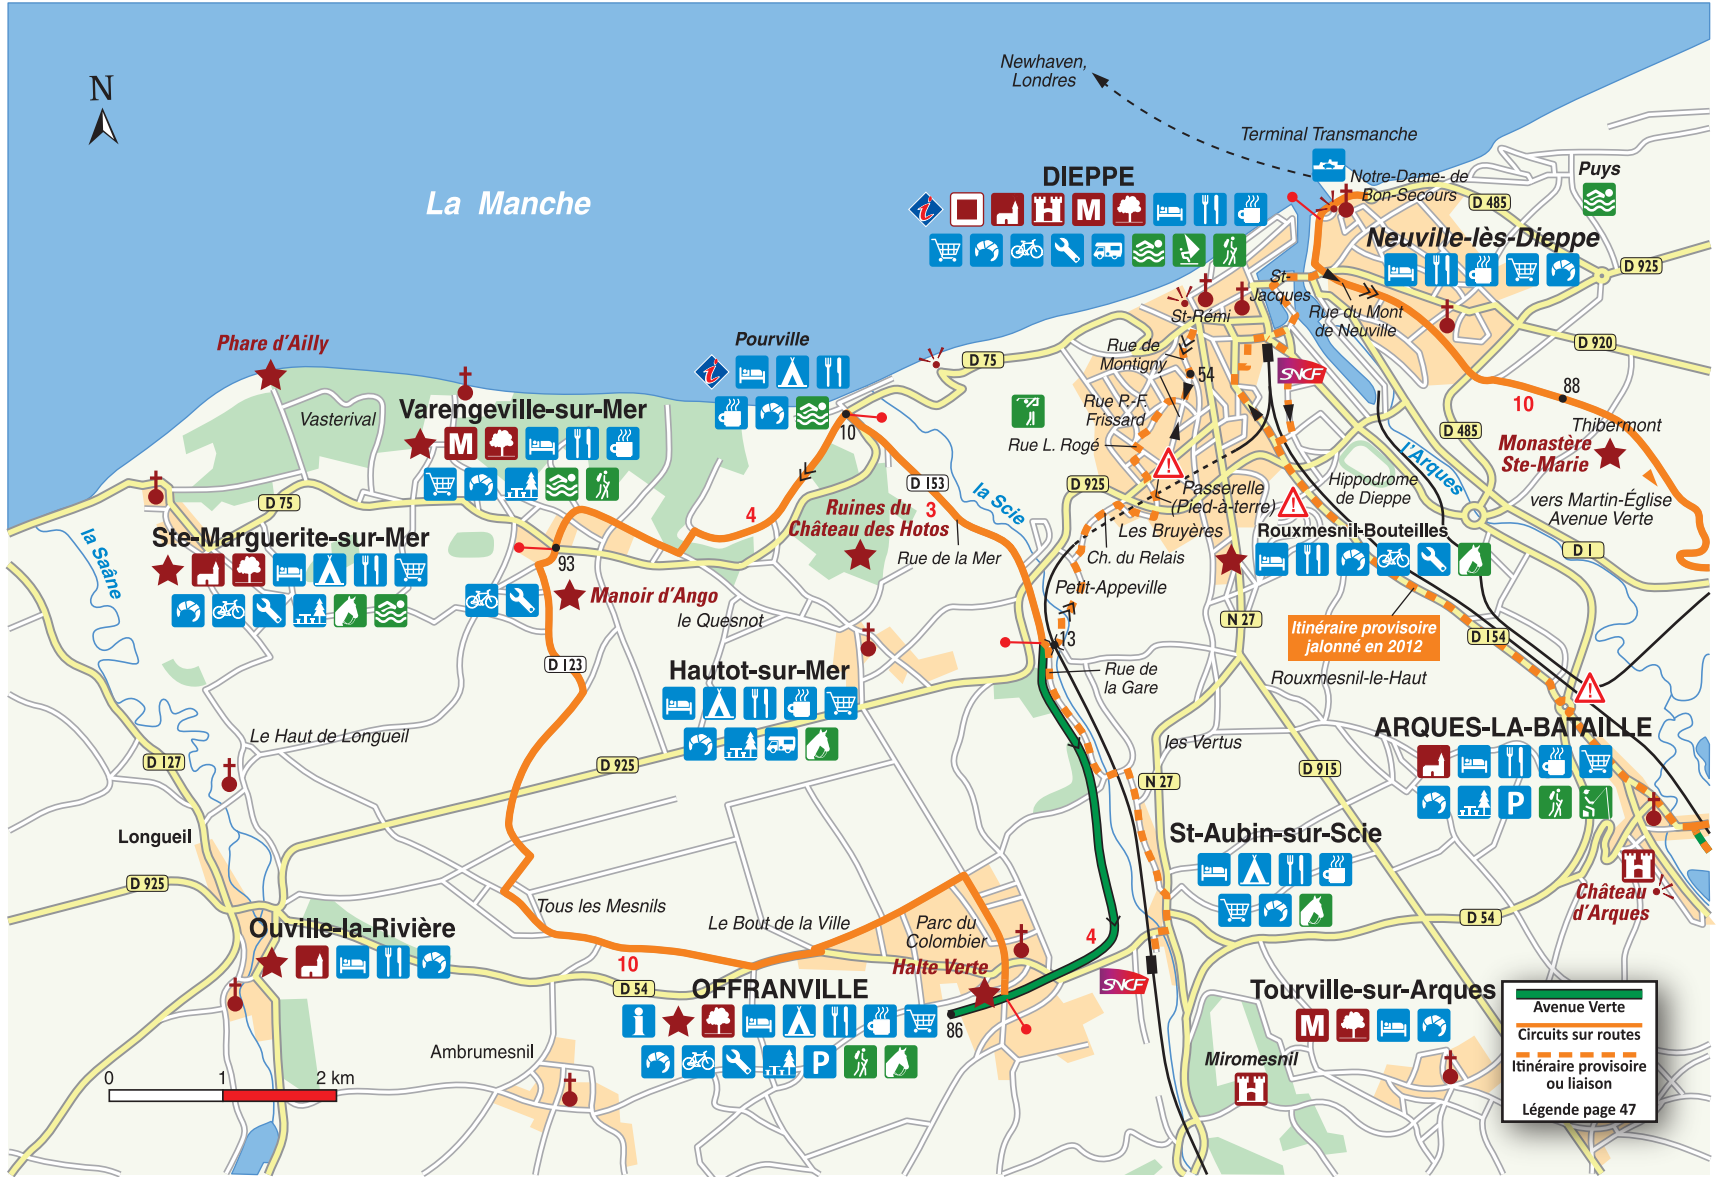 Newhaven,
Londres
N
Terminal Transmanche
DIEPPE
Notre-Dame- de
Bon-Secours
Puys
D 485
La Manche
i
M
Neuville-lès-Dieppe
D 925
St-
Jacques
St-Rémi
Rue du Mont
de Neuville
Phare d'Ailly
Pourville
i
D 75
Rue de
Montigny
SNCF
D 920
54
88
10
Vasterival
Varengeville-sur-Mer
M
10
Rue P.-F.
Frissard
Thibermont
D 485
Monastère
Ste-Marie
Rue L. Rogé
l'Arques
D 75
4
Ruines du
Château des Hotos
D 153
3
la Scie
D 925
Passerelle
(Pied-à-terre)
Hippodrome
de Dieppe
vers Martin-Église
Avenue Verte
la Saâne
Ste-Marguerite-sur-Mer
Les Bruyères
Rouxmesnil-Bouteilles
Rue de la Mer
Ch. du Relais
D 1
93
Manoir d'Ango
Petit-Appeville
le Quesnot
N 27
Itinéraire provisoire
jalonné en 2012
D 154
13
D 123
Hautot-sur-Mer
Rue de
la Gare
Rouxmesnil-le-Haut
Le Haut de Longueil
les Vertus
ARQUES-LA-BATAILLE
P
D 127
D 925
N 27
D 915
Longueil
St-Aubin-sur-Scie
D 925
Château
d'Arques
Tous les Mesnils
Le Bout de la Ville
Parc du
Colombier
D 54
Ouville-la-Rivière
10
4
Halte Verte
SNCF
D 54
OFFRANVILLE
i
P
86
Tourville-sur-Arques
M
Ambrumesnil
Miromesnil
0 1 2 km
Avenue Verte
Circuits sur routes
Itinéraire provisoire
ou liaison
Légende page 47